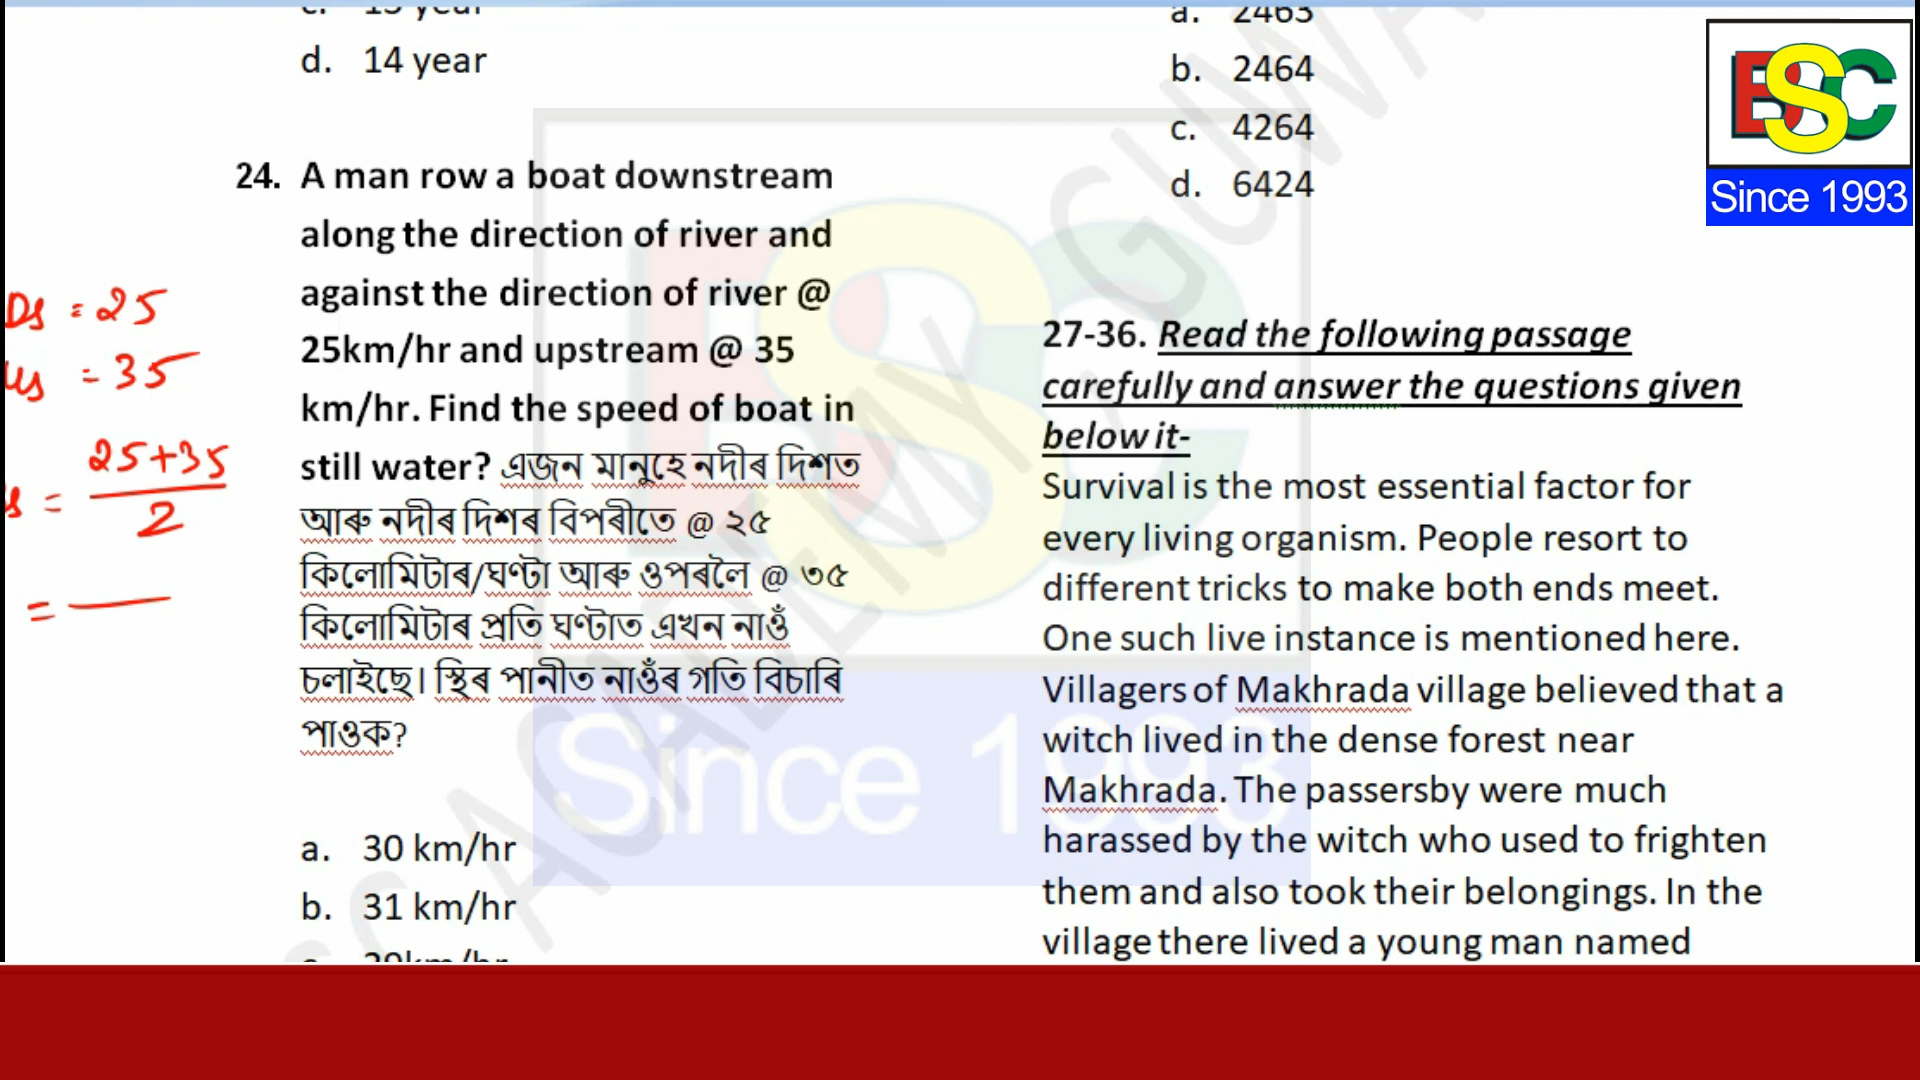 d. 14 year
24. A man row a boat downstream
along the direction of river and
against the direction of river @
25km/hr and upstream @ 35
km/hr. Find the speed of boat in
still water? এজন মানুহে নদীৰ দিশত
আৰু নদীৰ দিশৰ বিপৰীতে @ ২৫
কিলোমিটাৰ/ঘণ্টা আৰু ওপৰলৈ @ ৩৫
কিলোমিটাৰ প্ৰতি ঘণ্টাত এখন নাওঁ
চলাইছে। স্থিৰ পানীত নাওঁৰ গতি বিচাৰি
পাওক?
a. 30 km/hr
b. 31 km/hr
Ds = 25
us = 35
= 25+35
2
=
a. 2463
b. 2464
c. 4264
d. 6424
27-36. Read the following passage
carefully and answer the questions given
below it-
Survival is the most essential factor for
every living organism. People resort to
different tricks to make both ends meet.
One such live instance is mentioned here.
Villagers of Makhrada village believed that a
witch lived in the dense forest near
Makhrada. The passersby were much
harassed by the witch who used to frighten
them and also took their belongings. In the
village there lived a young man named
BSC
Since 1993
BSC
Since 1993
ACADEMY GUWA